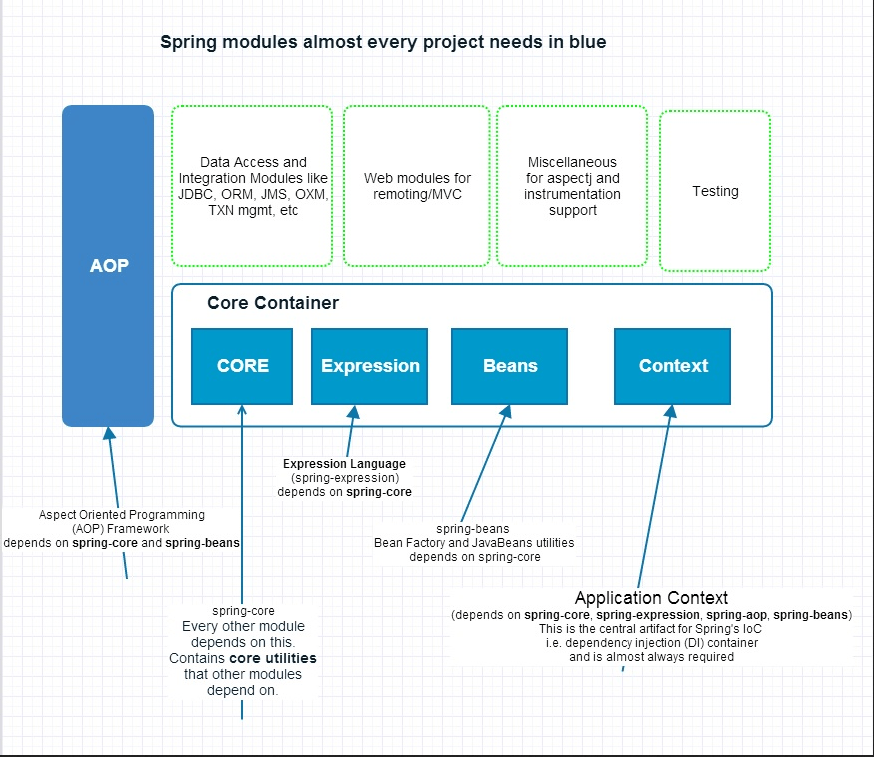 Spring modules almost every project needs in blue
AOP
Data Access and
Integration Modules like
JDBC, ORM, JMS, OXM,
TXN mgmt, etc
Web modules for
remoting/MVC
Miscellaneous
for aspectj and
instrumentation
support
Testing
Core Container
CORE
Expression
Beans
Context
Expression Language
(spring-expression)
depends on spring-core
Aspect Oriented Programming
(AOP) Framework
depends on spring-core and spring-beans
spring-beans
Bean Factory and JavaBeans utilities
depends on spring-core
spring-core
Every other module
depends on this.
Contains core utilities
that other modules
depend on.
Application Context
(depends on spring-core, spring-expression, spring-aop, spring-beans)
This is the central artifact for Spring's IoC
i.e. dependency injection (DI) container
and is almost always required